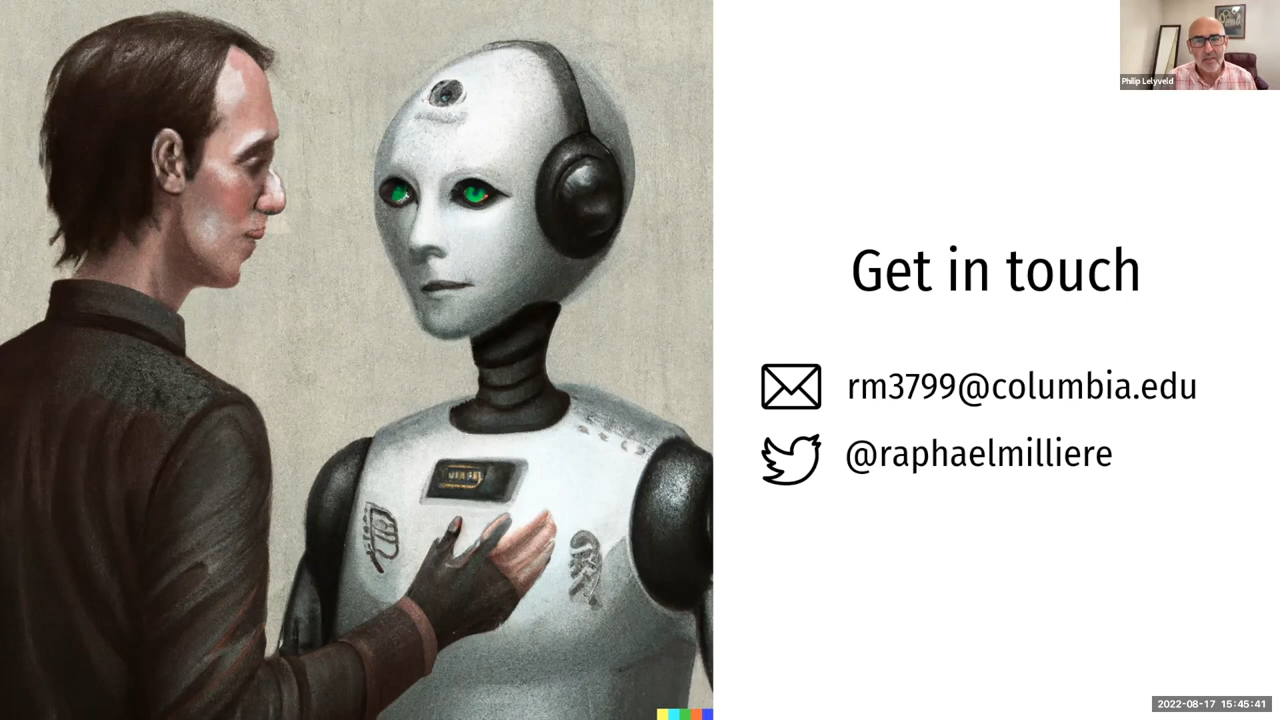 Philip Lelyveld
Get in touch
rm3799@columbia.edu
@raphaelmilliere
2022-08-17 15:45:41